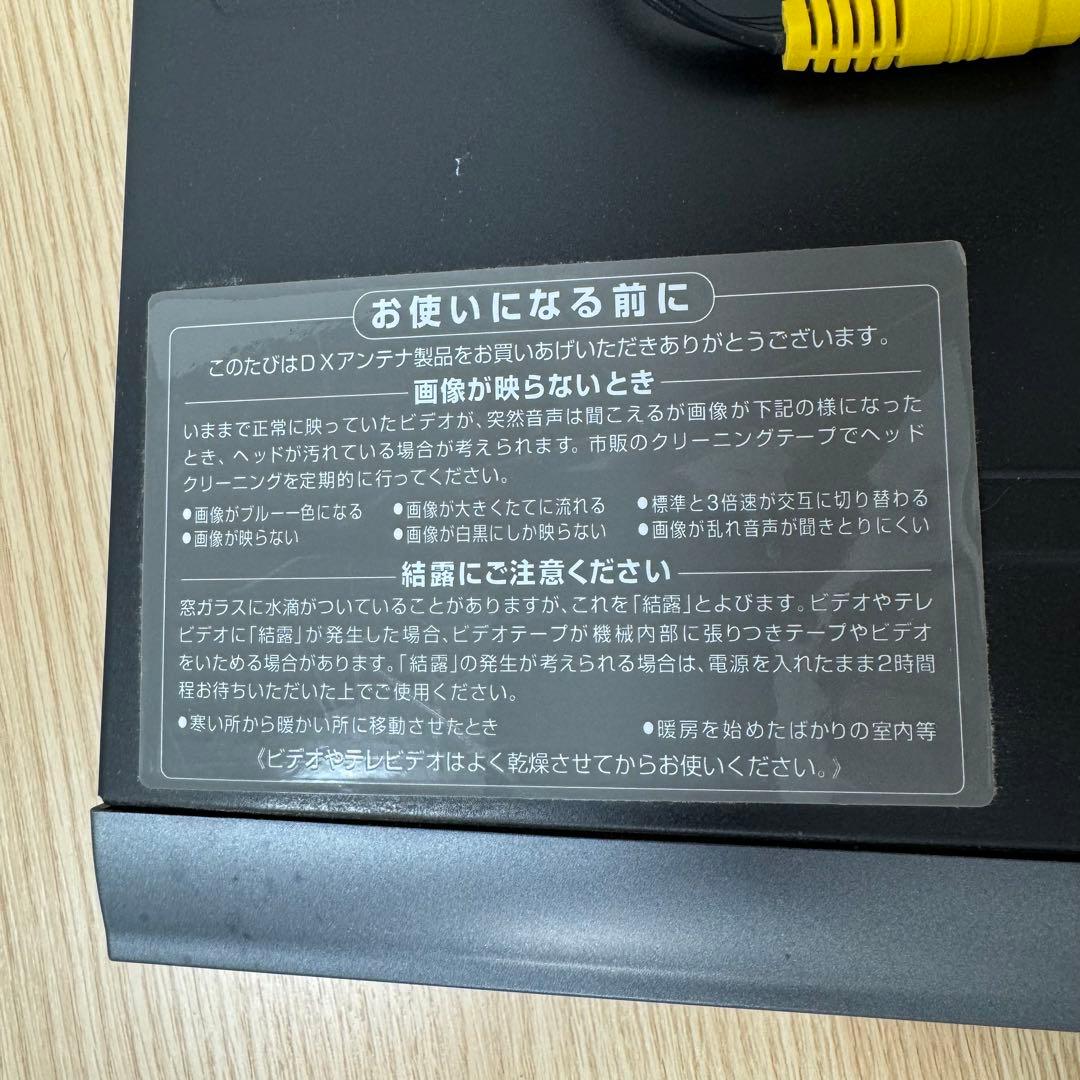 お使いになる前に
このたびはDXアンテナ製品をお買いあげいただきありがとうございます。
画像が映らないとき
いままで正常に映っていたビデオが、突然音声は聞こえるが画像が下記の様になった
とき、ヘッドが汚れている場合が考えられます。市販のクリーニングテープでヘッド
クリーニングを定期的に行ってください。
●画像がブルー一色になる ●画像が大きくたてに流れる ●標準と3倍速が交互に切り替わる
●画像が映らない ●画像が白黒にしか映らない ●画像が乱れ音声が聞きとりにくい
結露にご注意ください
窓ガラスに水滴がついていることがありますが、これを「結露」とよびます。ビデオやテレ
ビデオに「結露」が発生した場合、ビデオテープが機械内部に張りつきテープやビデオ
をいためる場合があります。「結露」の発生が考えられる場合は、電源を入れたまま2時間
程お待ちいただいた上でご使用ください。
●寒い所から暖かい所に移動させたとき ●暖房を始めたばかりの室内等
《ビデオやテレビデオはよく乾燥させてからお使いください。》